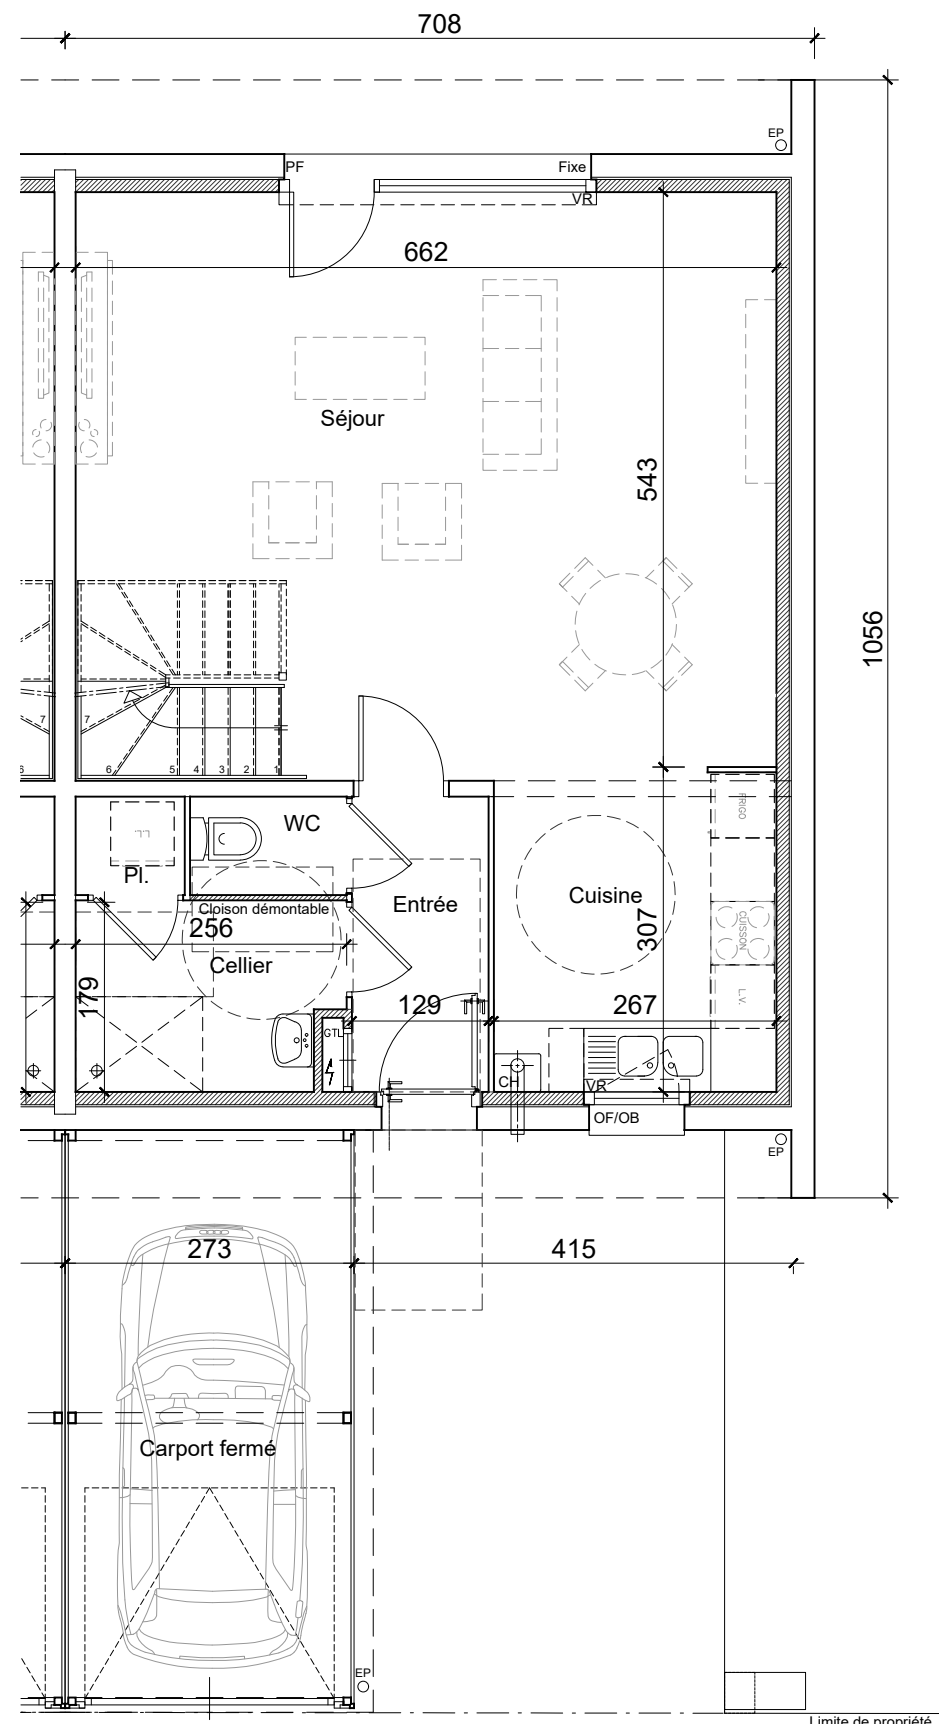 708
EP
PF
Fixe
VR
662
Séjour
543
1056
7
7
6
6
5
4
3
2
1
FRIGO
L.L.
WC
Pl.
Entrée
Cuisine
Cloison démontable
256
CUISSON
307
Cellier
179
129
267
L.V.
GTL
CH
VR
OF/OB
EP
273
415
Carport fermé
EP
Limite de propriété